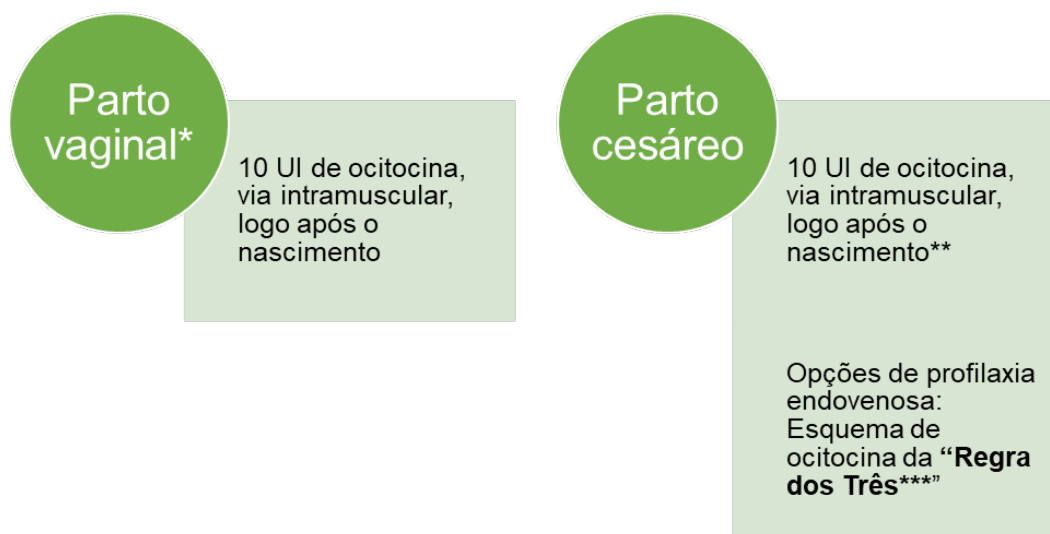 Parto
vaginal*
10 UI de ocitocina,
via intramuscular,
logo após o
nascimento
Parto
cesáreo
10 UI de ocitocina,
via intramuscular,
logo após o
nascimento**
Opções de profilaxia
endovenosa:
Esquema de
ocitocina da “Regra
dos Três***”